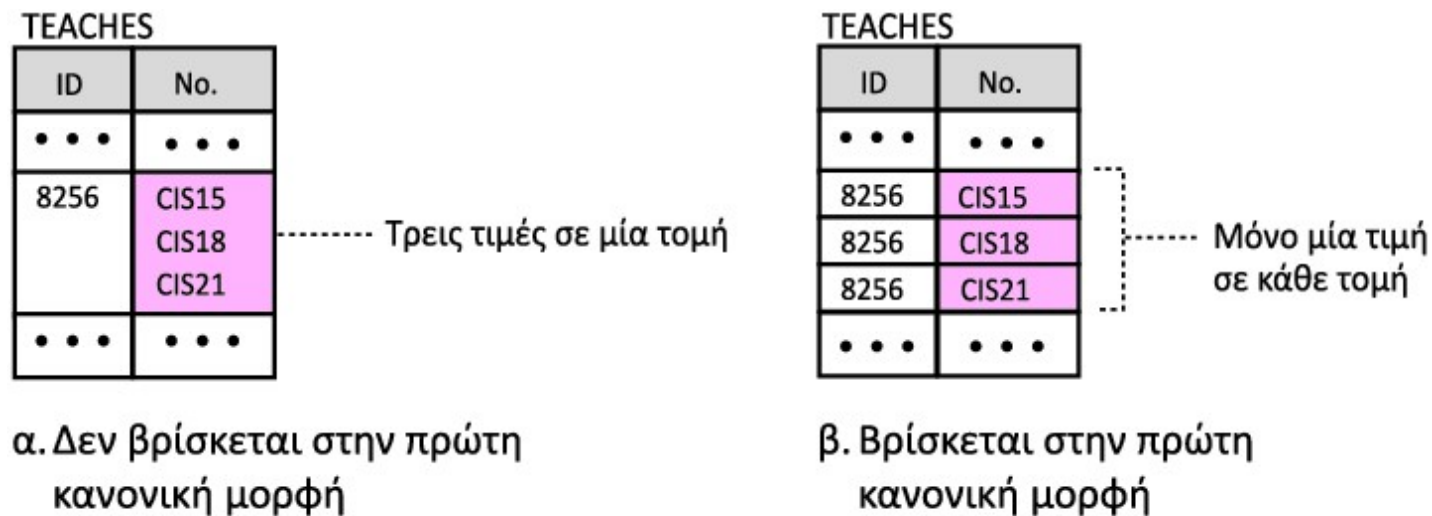 TEACHES
ID No.
• • • • • •
8256 CIS15
CIS18
CIS21
• • • • • •
Τρεις τιμές σε μία τομή
α. Δεν βρίσκεται στην πρώτη
κανονική μορφή
TEACHES
ID No.
• • • • • •
8256 CIS15
8256 CIS18
8256 CIS21
• • • • • •
Μόνο μία τιμή
σε κάθε τομή
β. Βρίσκεται στην πρώτη
κανονική μορφή